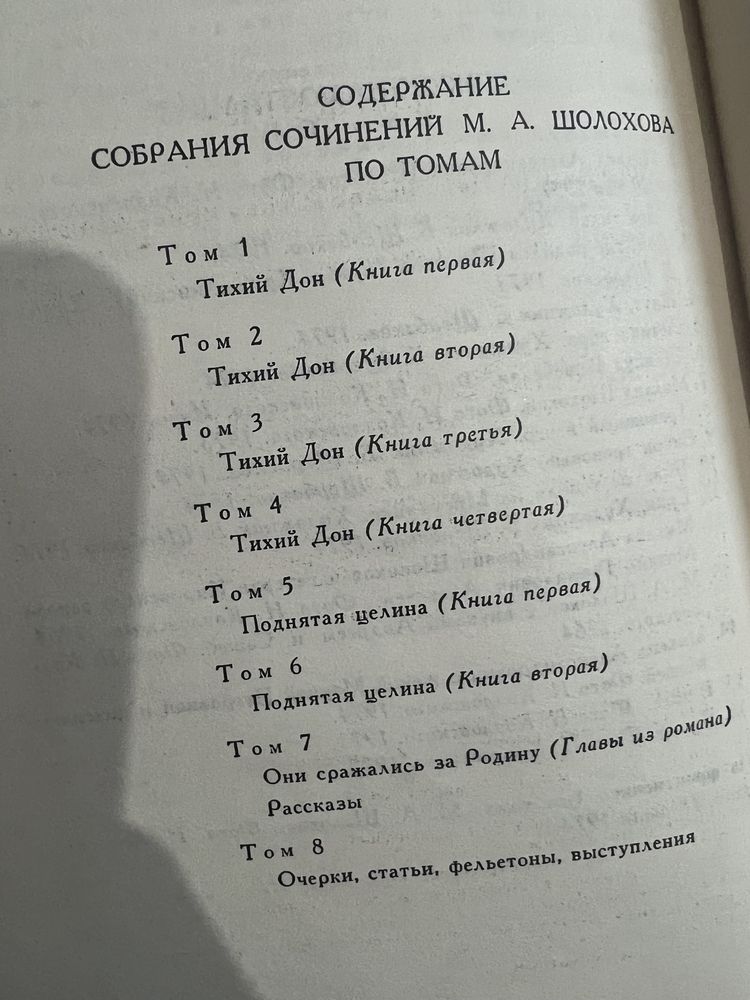 СОДЕРЖАНИЕ
СОБРАНИЯ СОЧИНЕНИЙ М. А. ШОЛОХОВА
ПО ТОМАМ
Том 1
Тихий Дон (Книга первая)
Том 2
Тихий Дон (Книга вторая)
Том 3
Тихий Дон (Книга третья)
Том 4
Тихий Дон (Книга четвертая)
Том 5
Поднятая целина (Книга первая)
Том 6
Поднятая целина (Книга вторая)
Том 7
Они сражались за Родину (Главы из романа)
Рассказы
Том 8
Очерки, статьи, фельетоны, выступления